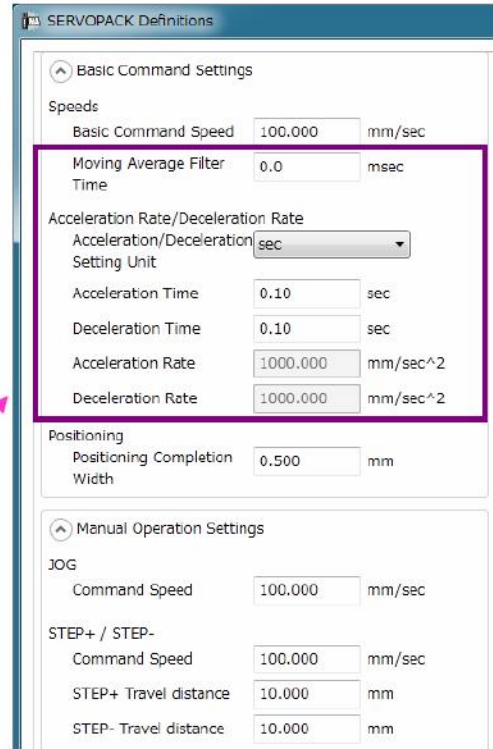 SERVOPACK Definitions
Basic Command Settings
Speeds
Basic Command Speed 100.000 mm/sec
Moving Average Filter 0.0 msec
Time
Acceleration Rate/Deceleration Rate
Acceleration/Deceleration sec
Setting Unit
Acceleration Time 0.10 sec
Deceleration Time 0.10 sec
Acceleration Rate 1000.000 mm/sec^2
Deceleration Rate 1000.000 mm/sec^2
Positioning
Positioning Completion 0.500 mm
Width
Manual Operation Settings
JOG
Command Speed 100.000 mm/sec
STEP+ / STEP-
Command Speed 100.000 mm/sec
STEP+ Travel distance 10.000 mm
STEP- Travel distance 10.000 mm